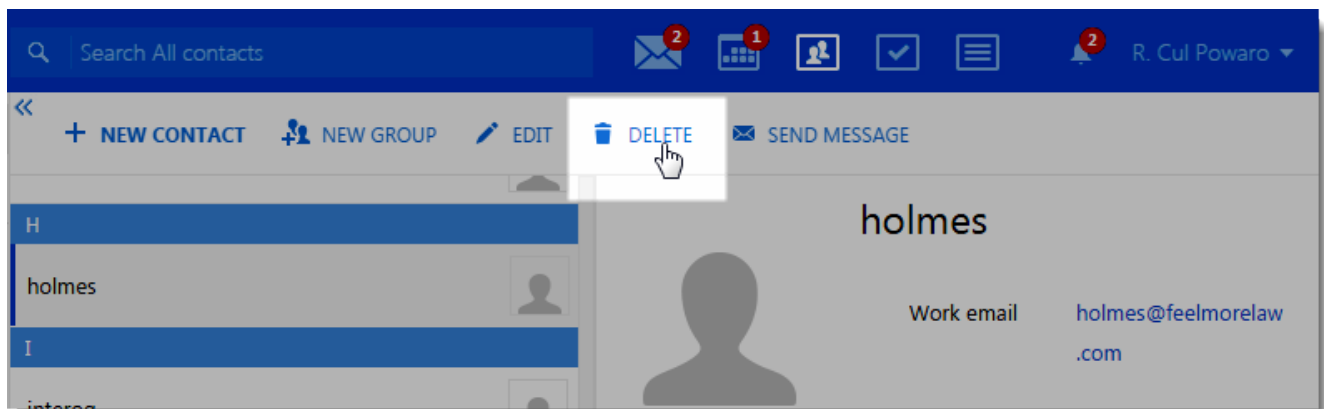 Search All contacts
2
1
2
R. Cul Powaro
NEW CONTACT
NEW GROUP
EDIT
DELETE
SEND MESSAGE
H
holmes
holmes
Work email
holmes@feelmorelaw
.com
I